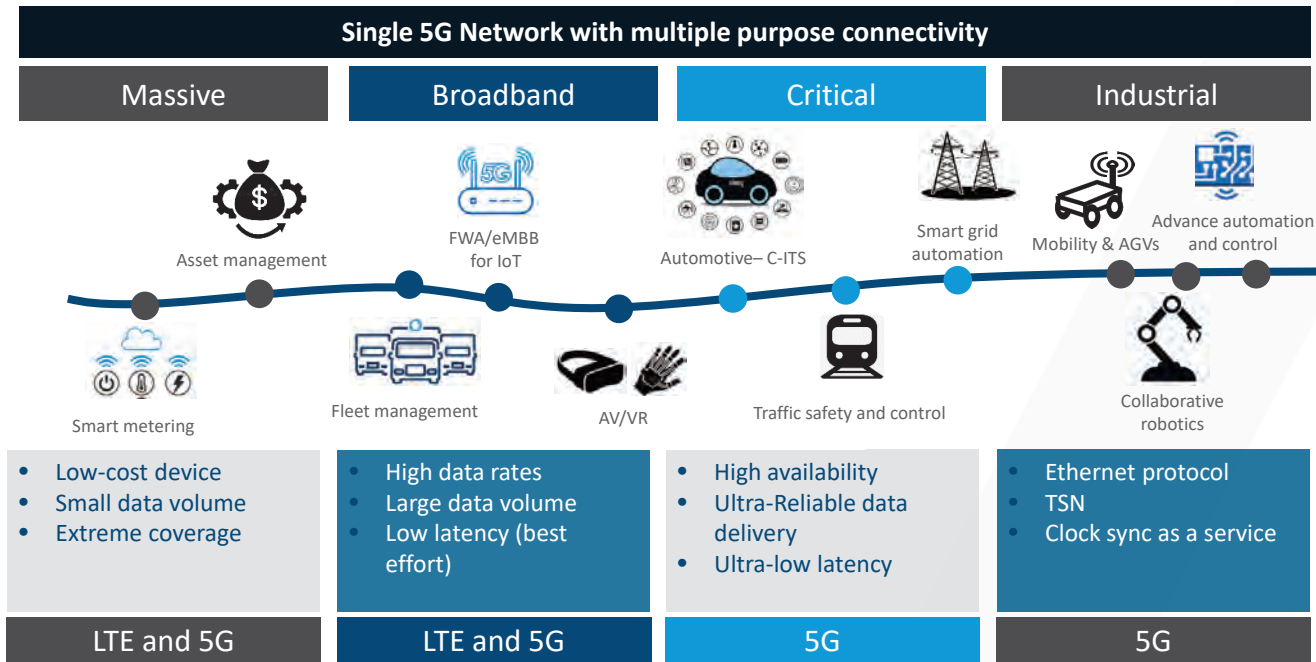 Single 5G Network with multiple purpose connectivity
Massive
Broadband
Critical
Industrial
5G
Asset management
FWA/eMBB
for IoT
Automotive– C-ITS
Smart grid
automation
Mobility & AGVs
Advance automation
and control
Smart metering
Fleet management
AV/VR
Traffic safety and control
Collaborative
robotics
• Low-cost device
• Small data volume
• Extreme coverage
• High data rates
• Large data volume
• Low latency (best
effort)
• High availability
• Ultra-Reliable data
delivery
• Ultra-low latency
• Ethernet protocol
• TSN
• Clock sync as a service
LTE and 5G
LTE and 5G
5G
5G